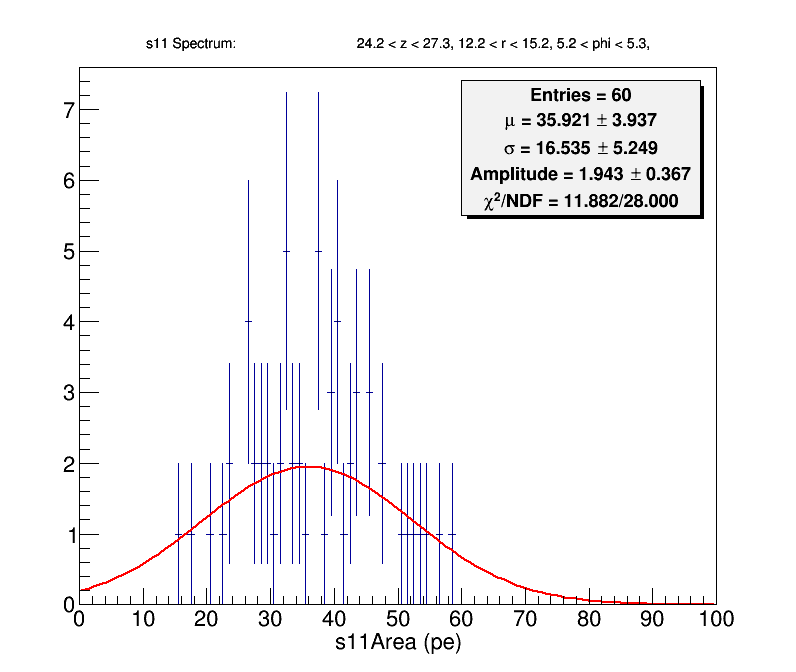 s11 Spectrum: 24.2 < z < 27.3, 12.2 < r < 15.2, 5.2 < phi < 5.3,
Entries = 60
μ = 35.921 ± 3.937
σ = 16.535 ± 5.249
Amplitude = 1.943 ± 0.367
χ²/NDF = 11.882/28.000
7
6
5
4
3
2
1
0
0 10 20 30 40 50 60 70 80 90 100
s11Area (pe)